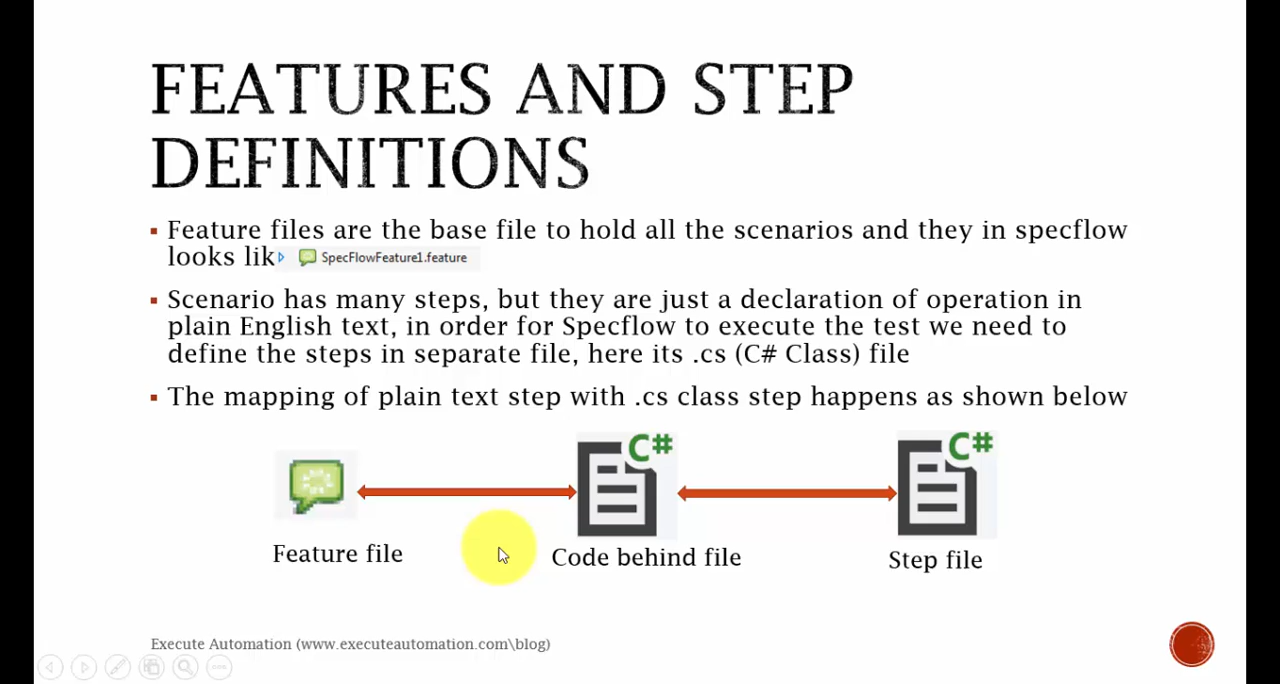 FEATURES AND STEP
DEFINITIONS
▪ Feature files are the base file to hold all the scenarios and they in specflow
looks lik SpecFlowFeature1.feature
▪ Scenario has many steps, but they are just a declaration of operation in
plain English text, in order for Specflow to execute the test we need to
define the steps in separate file, here its .cs (C# Class) file
▪ The mapping of plain text step with .cs class step happens as shown below
C# C#
Feature file Code behind file Step file
Execute Automation (www.executeautomation.com\blog)